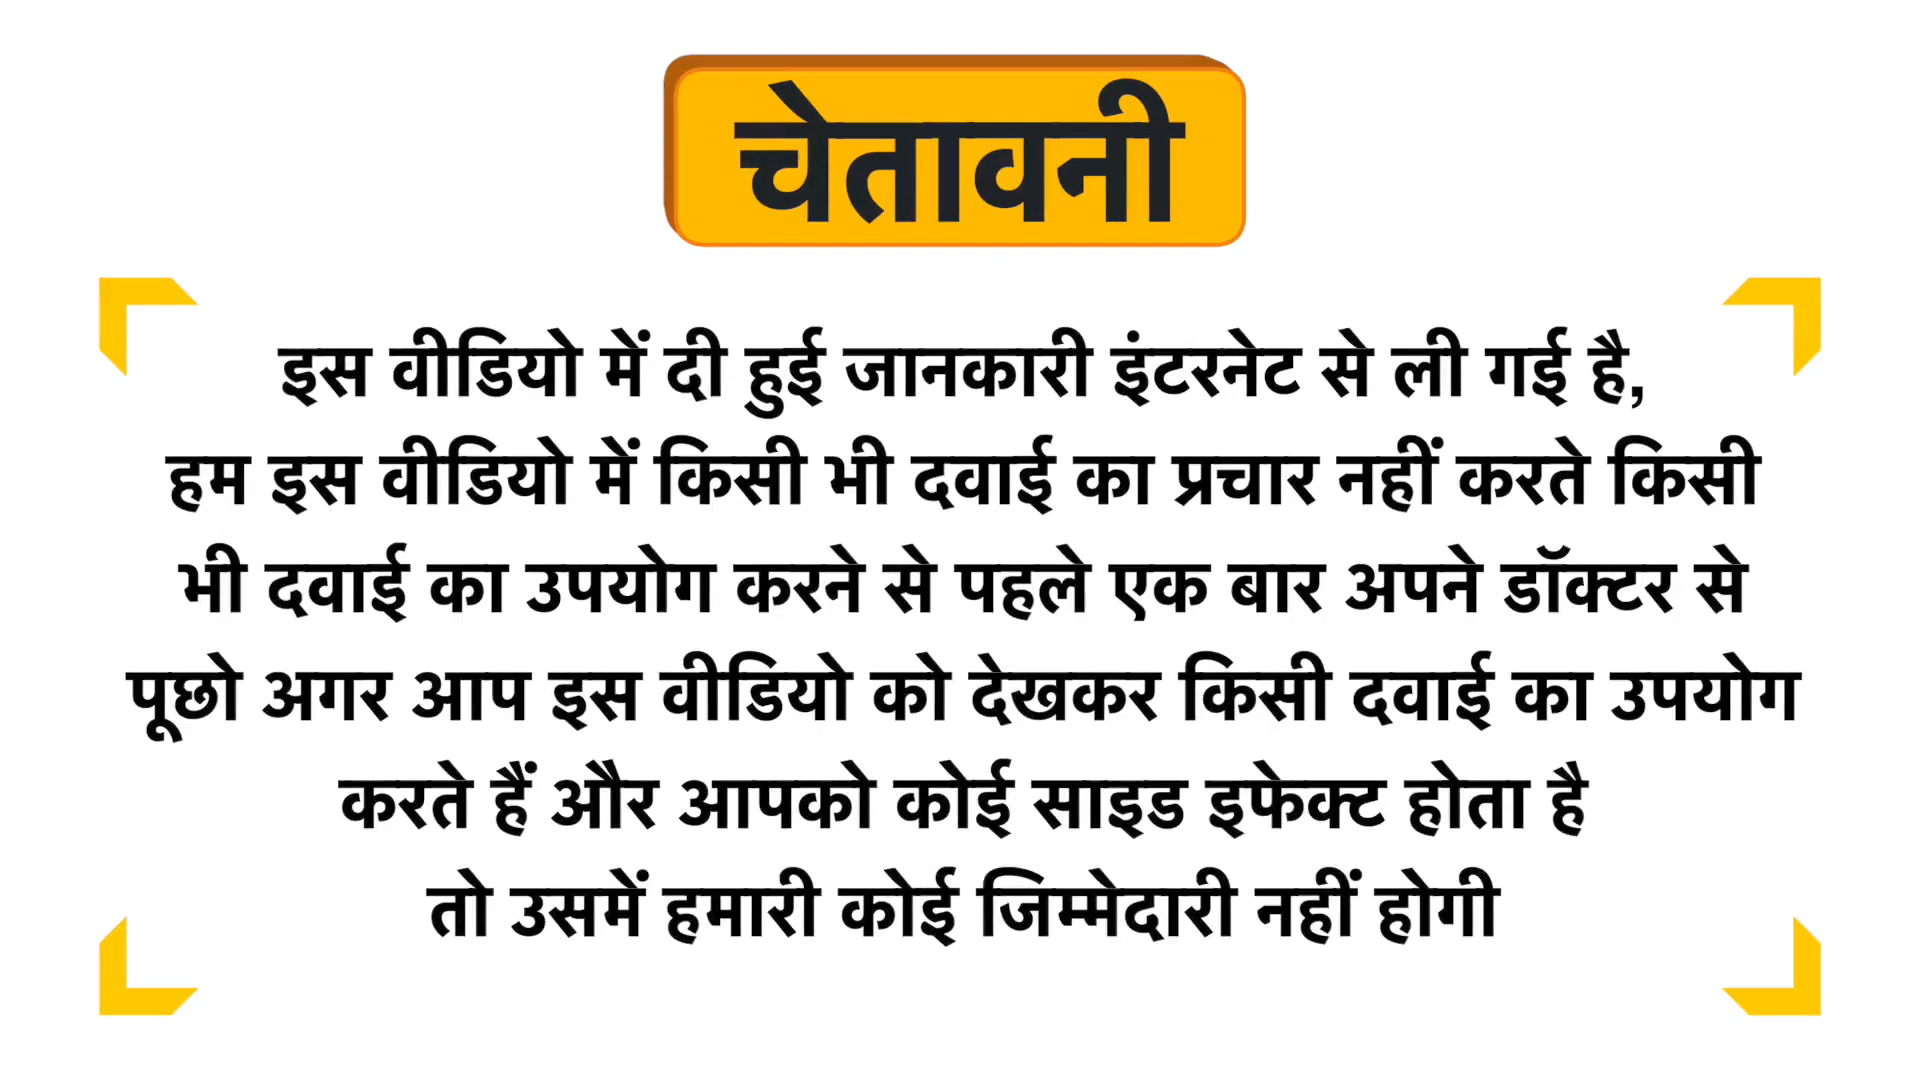 चेतावनी
इस वीडियो में दी हुई जानकारी इंटरनेट से ली गई है,
हम इस वीडियो में किसी भी दवाई का प्रचार नहीं करते किसी
भी दवाई का उपयोग करने से पहले एक बार अपने डॉक्टर से
पूछो अगर आप इस वीडियो को देखकर किसी दवाई का उपयोग
करते हैं और आपको कोई साइड इफेक्ट होता है
तो उसमें हमारी कोई जिम्मेदारी नहीं होगी